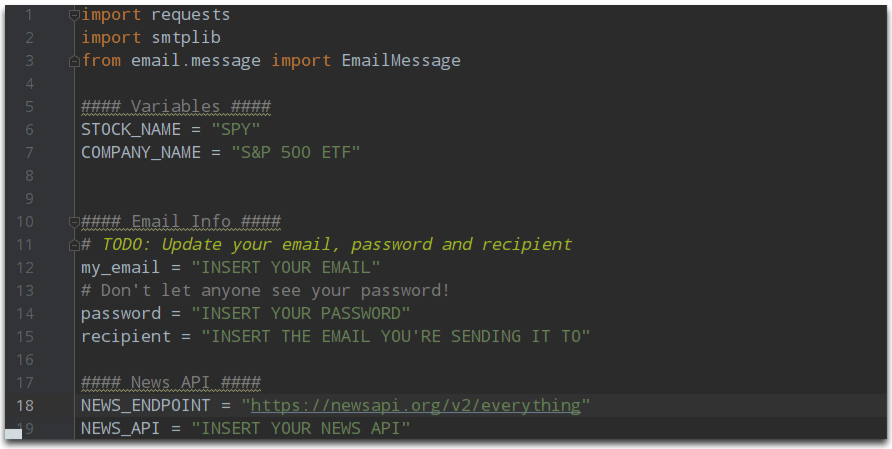 1 import requests
2 import smtplib
3 from email.message import EmailMessage
4
5 #### Variables ####
6 STOCK_NAME = "SPY"
7 COMPANY_NAME = "S&P 500 ETF"
8
9
10 #### Email Info ####
11 # TODO: Update your email, password and recipient
12 my_email = "INSERT YOUR EMAIL"
13 # Don't let anyone see your password!
14 password = "INSERT YOUR PASSWORD"
15 recipient = "INSERT THE EMAIL YOU'RE SENDING IT TO"
16
17 #### News API ####
18 NEWS_ENDPOINT = "https://newsapi.org/v2/everything"
19 NEWS_API = "INSERT YOUR NEWS API"